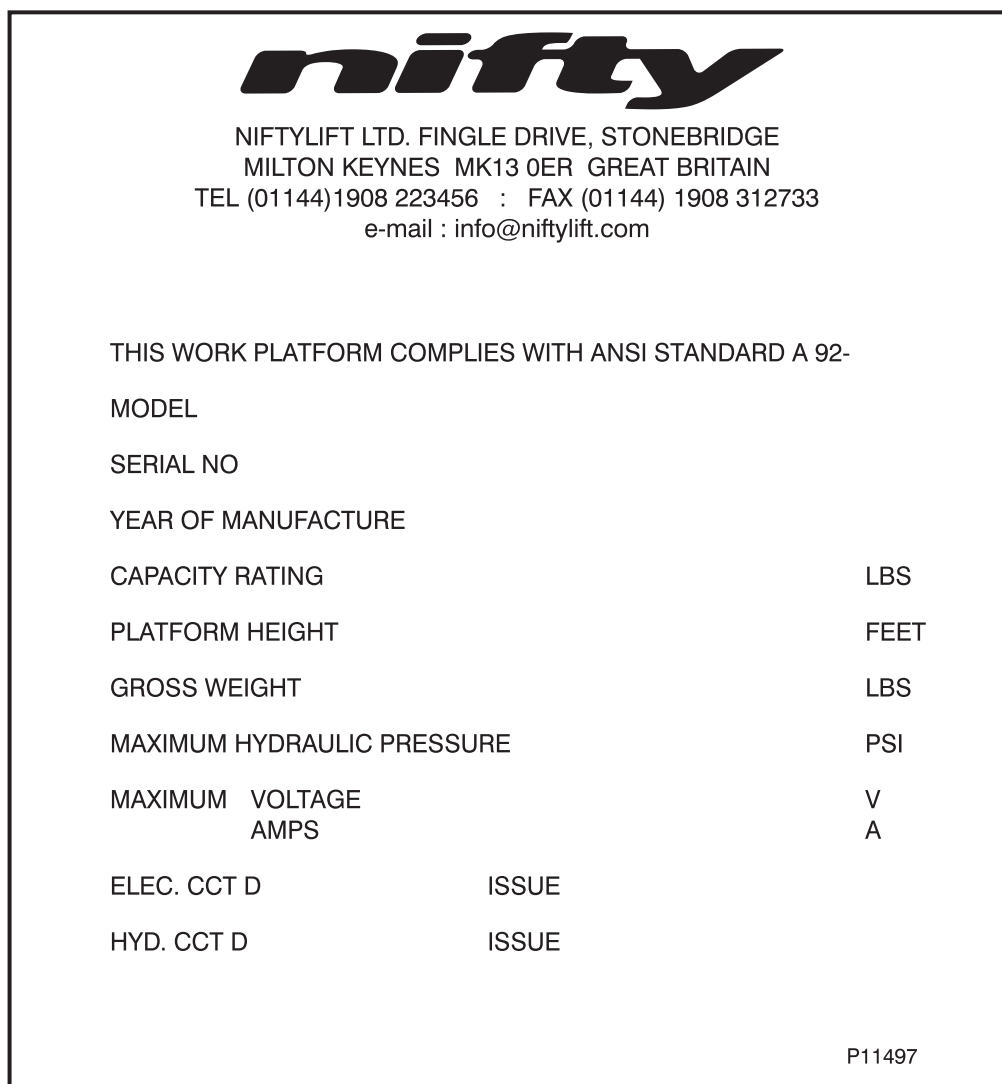 nifty
NIFTYLIFT LTD. FINGLE DRIVE, STONEBRIDGE
MILTON KEYNES MK13 0ER GREAT BRITAIN
TEL (01144)1908 223456 : FAX (01144) 1908 312733
e-mail : info@niftylift.com
THIS WORK PLATFORM COMPLIES WITH ANSI STANDARD A 92-
MODEL
SERIAL NO
YEAR OF MANUFACTURE
CAPACITY RATING LBS
PLATFORM HEIGHT FEET
GROSS WEIGHT LBS
MAXIMUM HYDRAULIC PRESSURE PSI
MAXIMUM VOLTAGE V
AMPS A
ELEC. CCT D ISSUE
HYD. CCT D ISSUE
P11497